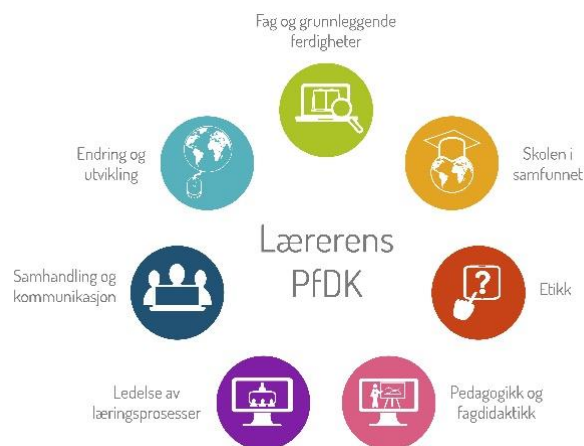 Fag og grunnleggende
ferdigheter
Endring og
utvikling
Skolen i
samfunnet
Lærerens
PfDK
Samhandling og
kommunikasjon
?
Etikk
Ledelse av
læringsprosesser
Pedagogikk og
fagdidaktikk